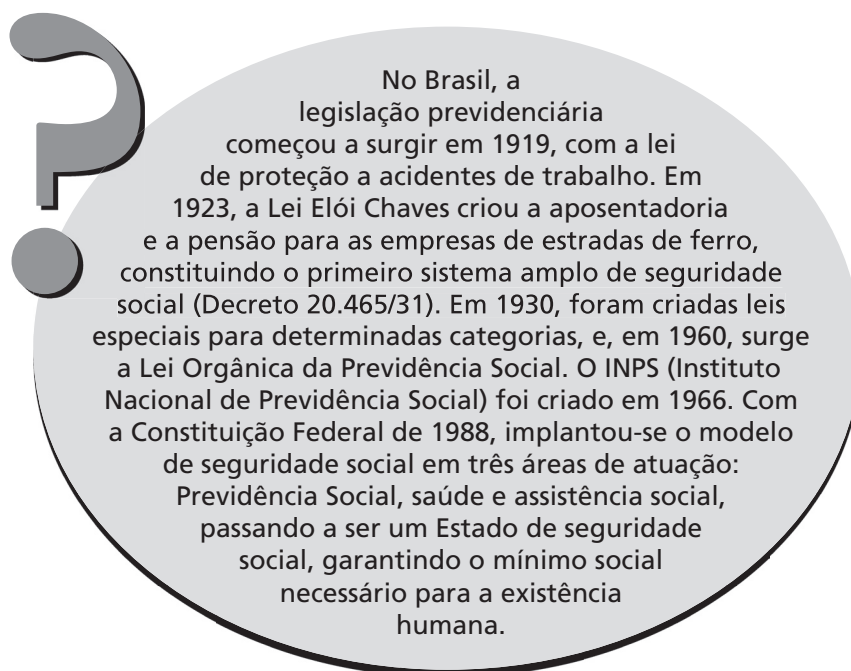 ?
No Brasil, a
legislação previdenciária
começou a surgir em 1919, com a lei
de proteção a acidentes de trabalho. Em
1923, a Lei Elói Chaves criou a aposentadoria
e a pensão para as empresas de estradas de ferro,
constituindo o primeiro sistema amplo de seguridade
social (Decreto 20.465/31). Em 1930, foram criadas leis
especiais para determinadas categorias, e, em 1960, surge
a Lei Orgânica da Previdência Social. O INPS (Instituto
Nacional de Previdência Social) foi criado em 1966. Com
a Constituição Federal de 1988, implantou-se o modelo
de seguridade social em três áreas de atuação:
Previdência Social, saúde e assistência social,
passando a ser um Estado de seguridade
social, garantindo o mínimo social
necessário para a existência
humana.